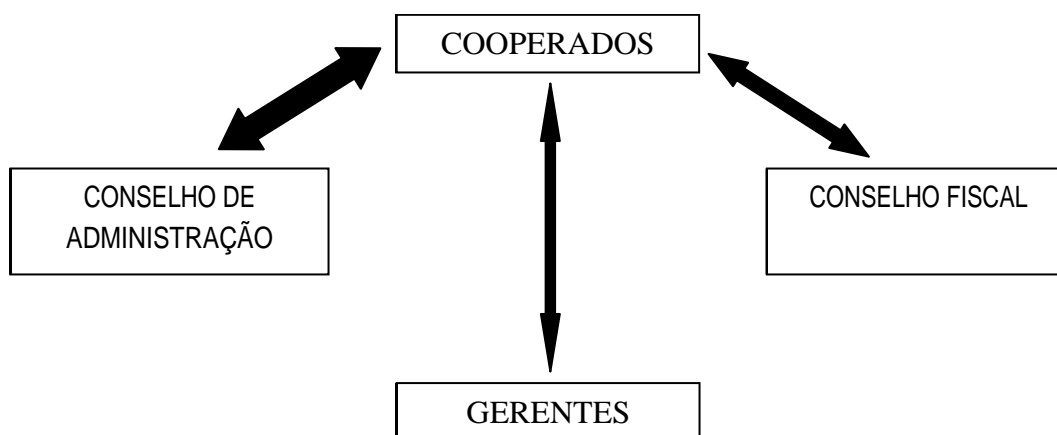 COOPERADOS
CONSELHO DE
ADMINISTRAÇÃO
CONSELHO FISCAL
GERENTES